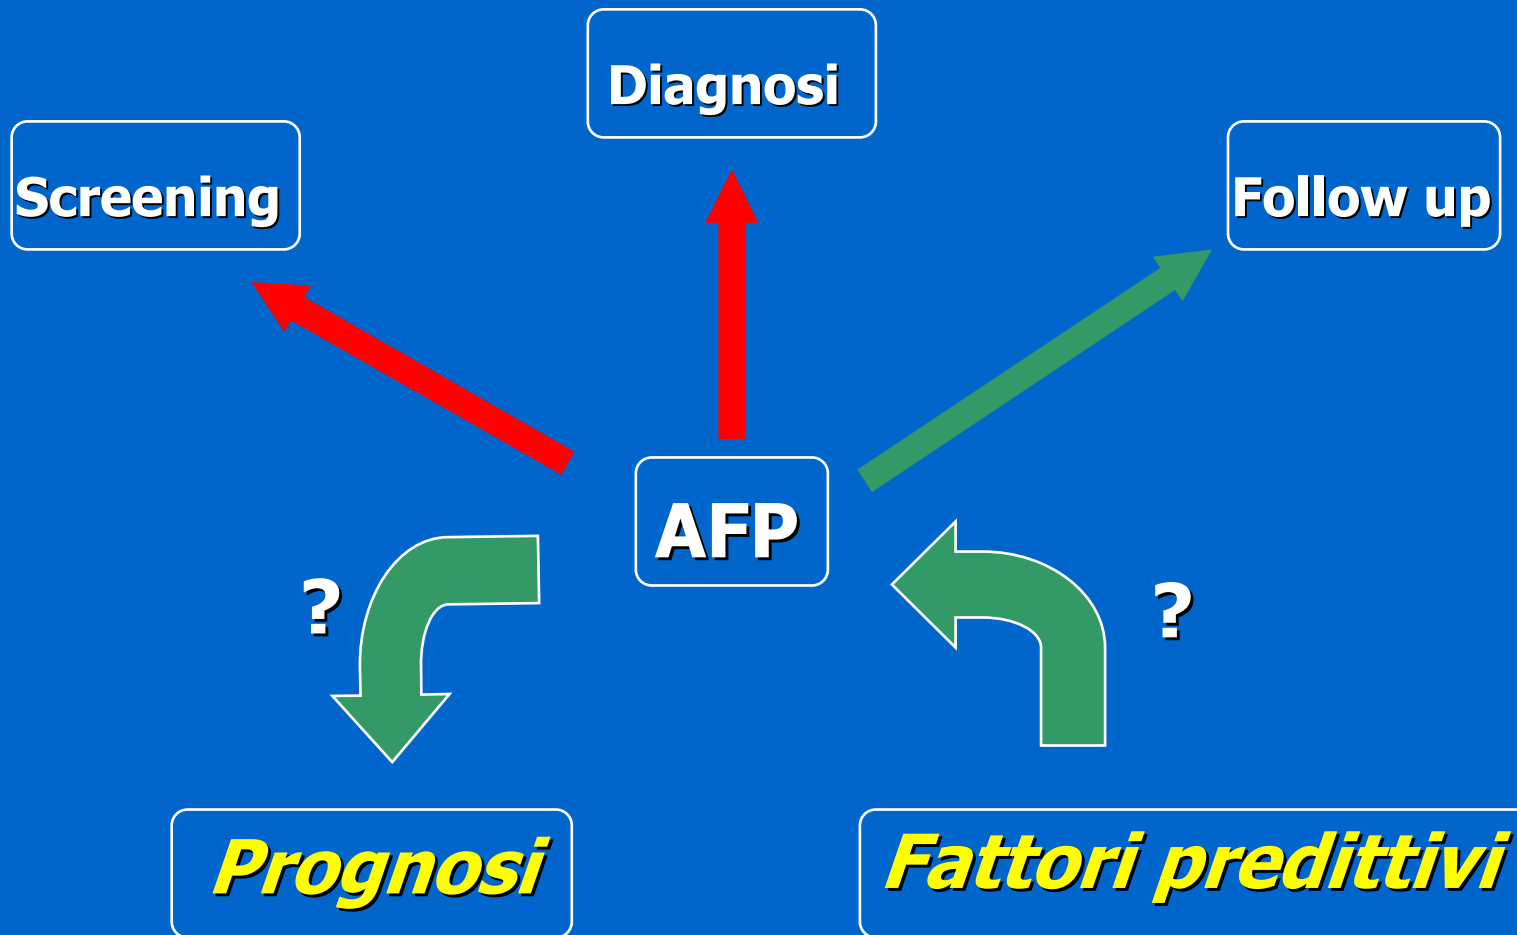 Diagnosi
Screening
Follow up
AFP
?
?
Prognosi
Fattori predittivi